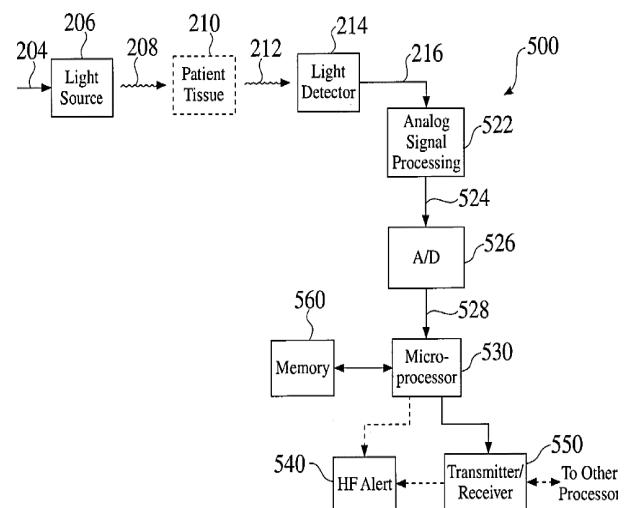 206
210
214
204
208
212
216
500
Light
Source
Patient
Tissue
Light
Detector
Analog
Signal
Processing
522
524
A/D
526
528
560
Memory
Micro-
processor
530
540
HF Alert
Transmitter/
Receiver
550
To Other
Processor